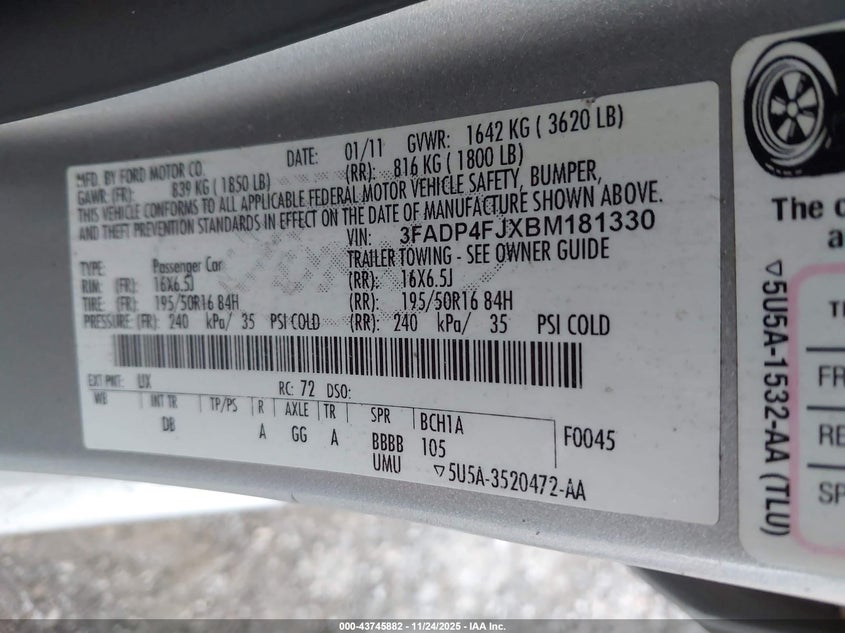 MFD. BY FORD MOTOR CO.
DATE: 01/11 GVWR: 1642 KG ( 3620 LB)
GAWR: (FR): 839 KG ( 1850 LB) (RR): 816 KG ( 1800 LB)
THIS VEHICLE CONFORMS TO ALL APPLICABLE FEDERAL MOTOR VEHICLE SAFETY, BUMPER,
AND THEFT PREVENTION STANDARDS IN EFFECT ON THE DATE OF MANUFACTURE SHOWN ABOVE.
VIN: 3FADP4FJXBM181330
TYPE: Passenger Car TRAILER TOWING - SEE OWNER GUIDE
RIM: (FR): 16X6.5J (RR): 16X6.5J
TIRE: (FR): 195/50R16 84H (RR): 195/50R16 84H
PRESSURE (FR): 240 kPa/ 35 PSI COLD (RR): 240 kPa/ 35 PSI COLD
EXT PNT: UX RC: 72 DSO:
WB INT TR TP/PS R AXLE TR SPR BCH1A
DB A GG A BBBB 105 F0045
UMU ▽5U5A-3520472-AA
The
a
▽5U5A-1532-AA (TLU)
FR
RE
SP
000-43745882 - 11/24/2025 - IAA Inc.